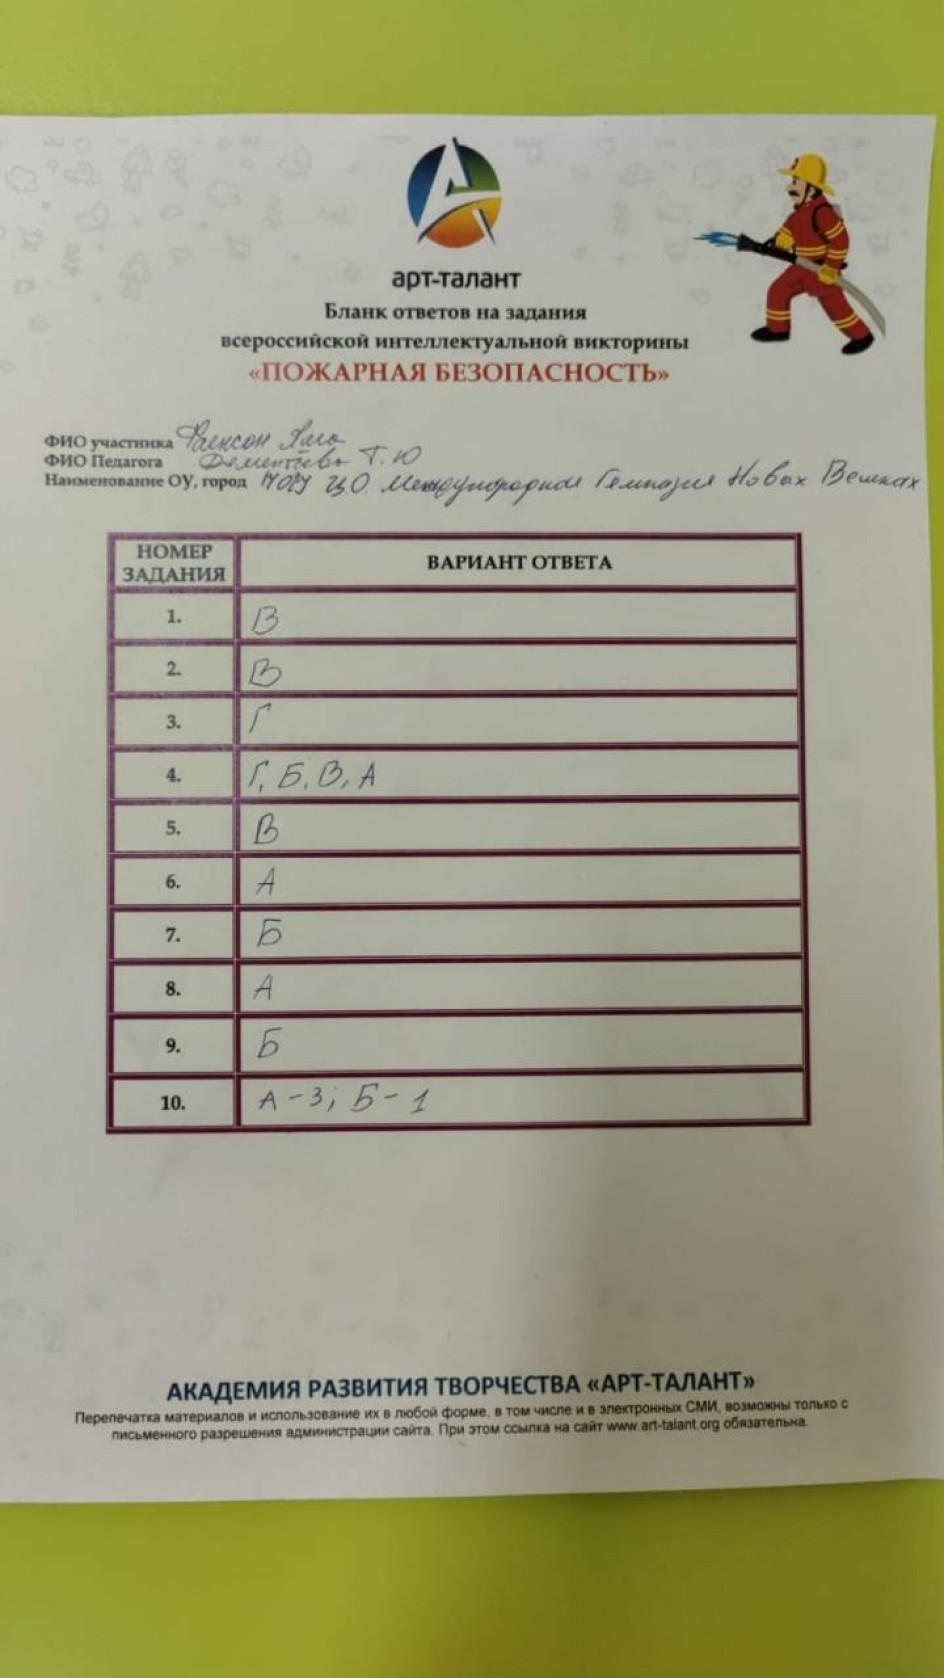 арт-талант
Бланк ответов на задания
всероссийской интеллектуальной викторины
«ПОЖАРНАЯ БЕЗОПАСНОСТЬ»
ФИО участника
ФИО Педагога Дементьева Т.Ю
Наименование ОУ, город ЦО. Международная Гимназия Новых Вешках
НОМЕР ЗАДАНИЯ ВАРИАНТ ОТВЕТА
1. В
2. В
3. Г
4. Г, Б, В, А
5. В
6. А
7. Б
8. А
9. Б
10. А-3; Б-1
АКАДЕМИЯ РАЗВИТИЯ ТВОРЧЕСТВА «АРТ-ТАЛАНТ»
Перепечатка материалов и использование их в любой форме, в том числе и в электронных СМИ, возможны только с
письменного разрешения администрации сайта. При этом ссылка на сайт www.art-talant.org обязательна.